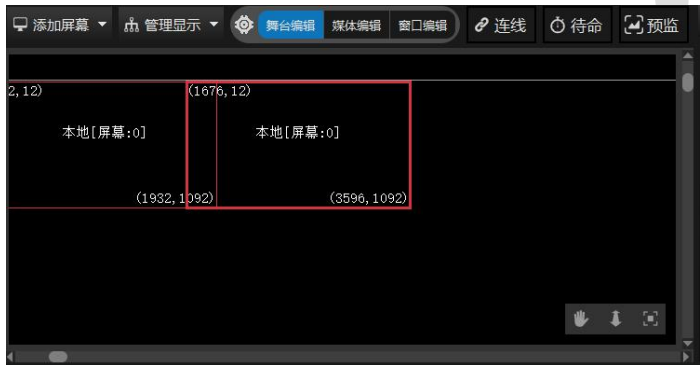 添加屏幕 管理显示 舞台编辑 媒体编辑 窗口编辑 连线 待命 预监
2,12) (1676,12)
本地[屏幕:0] 本地[屏幕:0]
(1932,1092) (3596,1092)